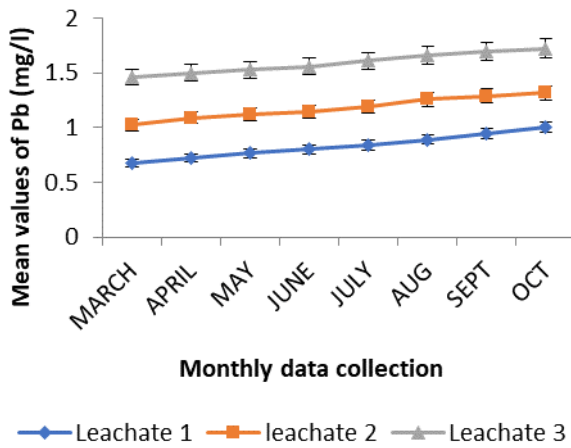 Mean values of Pb (mg/l)
2
1.5
1
0.5
0
MARCH
APRIL
MAY
JUNE
JULY
AUG
SEPT
OCT
Monthly data collection
Leachate 1
leachate 2
Leachate 3